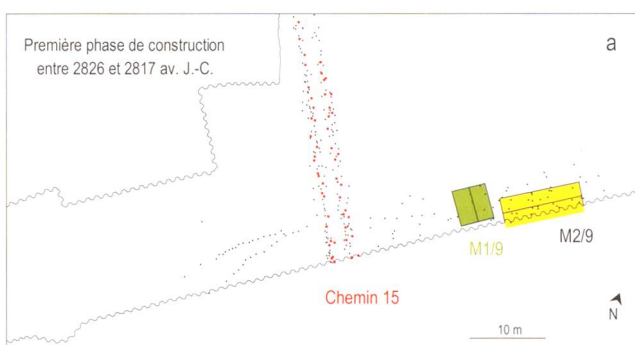 Première phase de construction
entre 2826 et 2817 av. J.-C.
a
M1/9
M2/9
Chemin 15
N
10 m